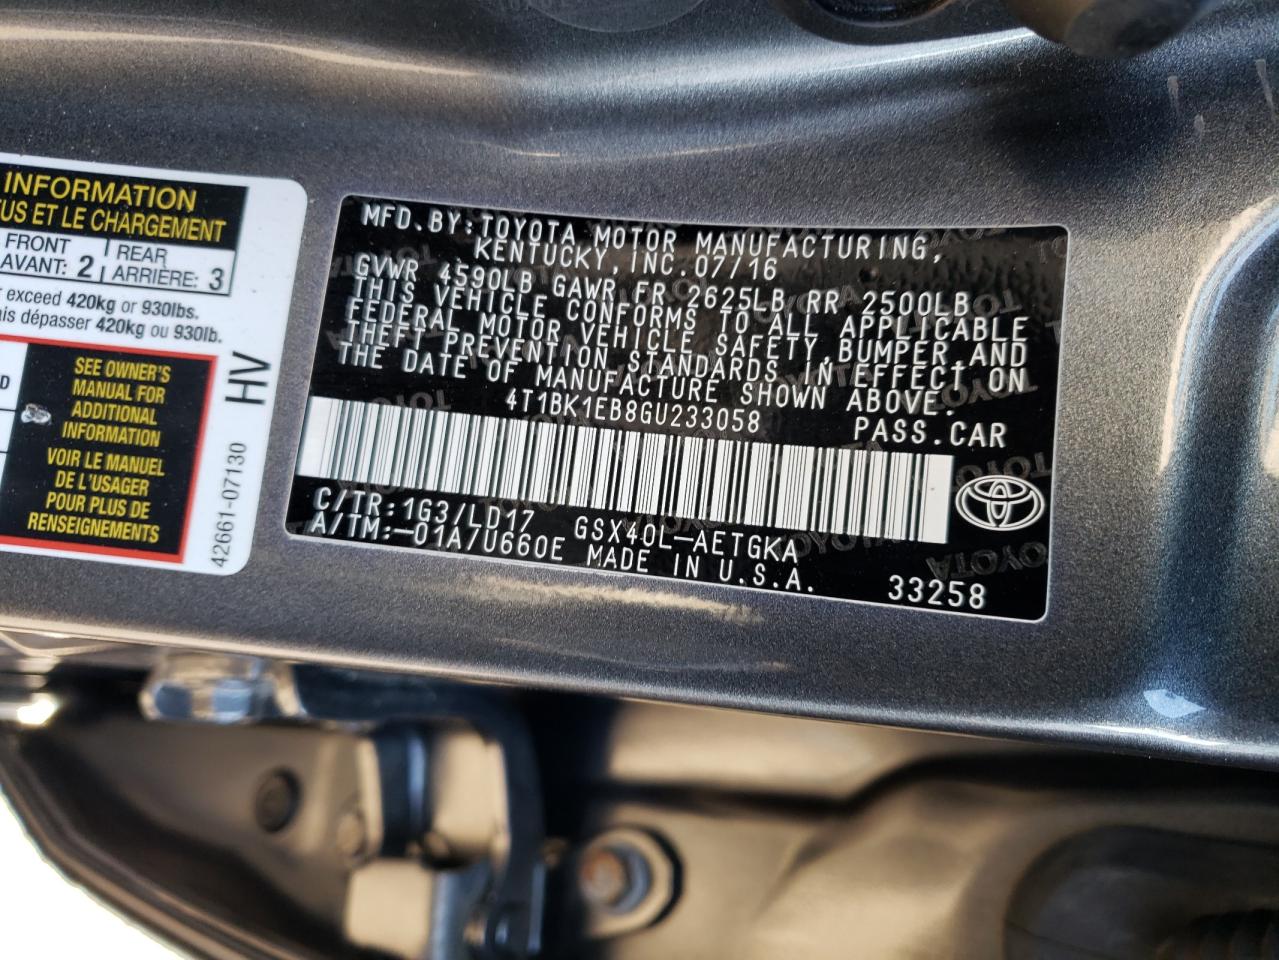 INFORMATION
TUS ET LE CHARGEMENT
FRONT
AVANT: 2
REAR
ARRIÈRE: 3
r exceed 420kg or 930lbs.
ais dépasser 420kg ou 930lb.
SEE OWNER'S
MANUAL FOR
ADDITIONAL
INFORMATION
VOIR LE MANUEL
DE L'USAGER
POUR PLUS DE
RENSEIGNEMENTS
HV
42661-07130
MFD.BY:TOYOTA MOTOR MANUFACTURING,
KENTUCKY,INC.07/16
GVWR 4590LB GAWR FR 2625LB RR 2500LB
THIS VEHICLE CONFORMS TO ALL APPLICABLE
FEDERAL MOTOR VEHICLE SAFETY,BUMPER,AND
THEFT PREVENTION STANDARDS IN EFFECT ON
THE DATE OF MANUFACTURE SHOWN ABOVE.
4T1BK1EB8GU233058 PASS.CAR
C/TR:1G3/LD17 GSX40L-AETGKA
A/TM:-01A/U660E MADE IN U.S.A.
33258